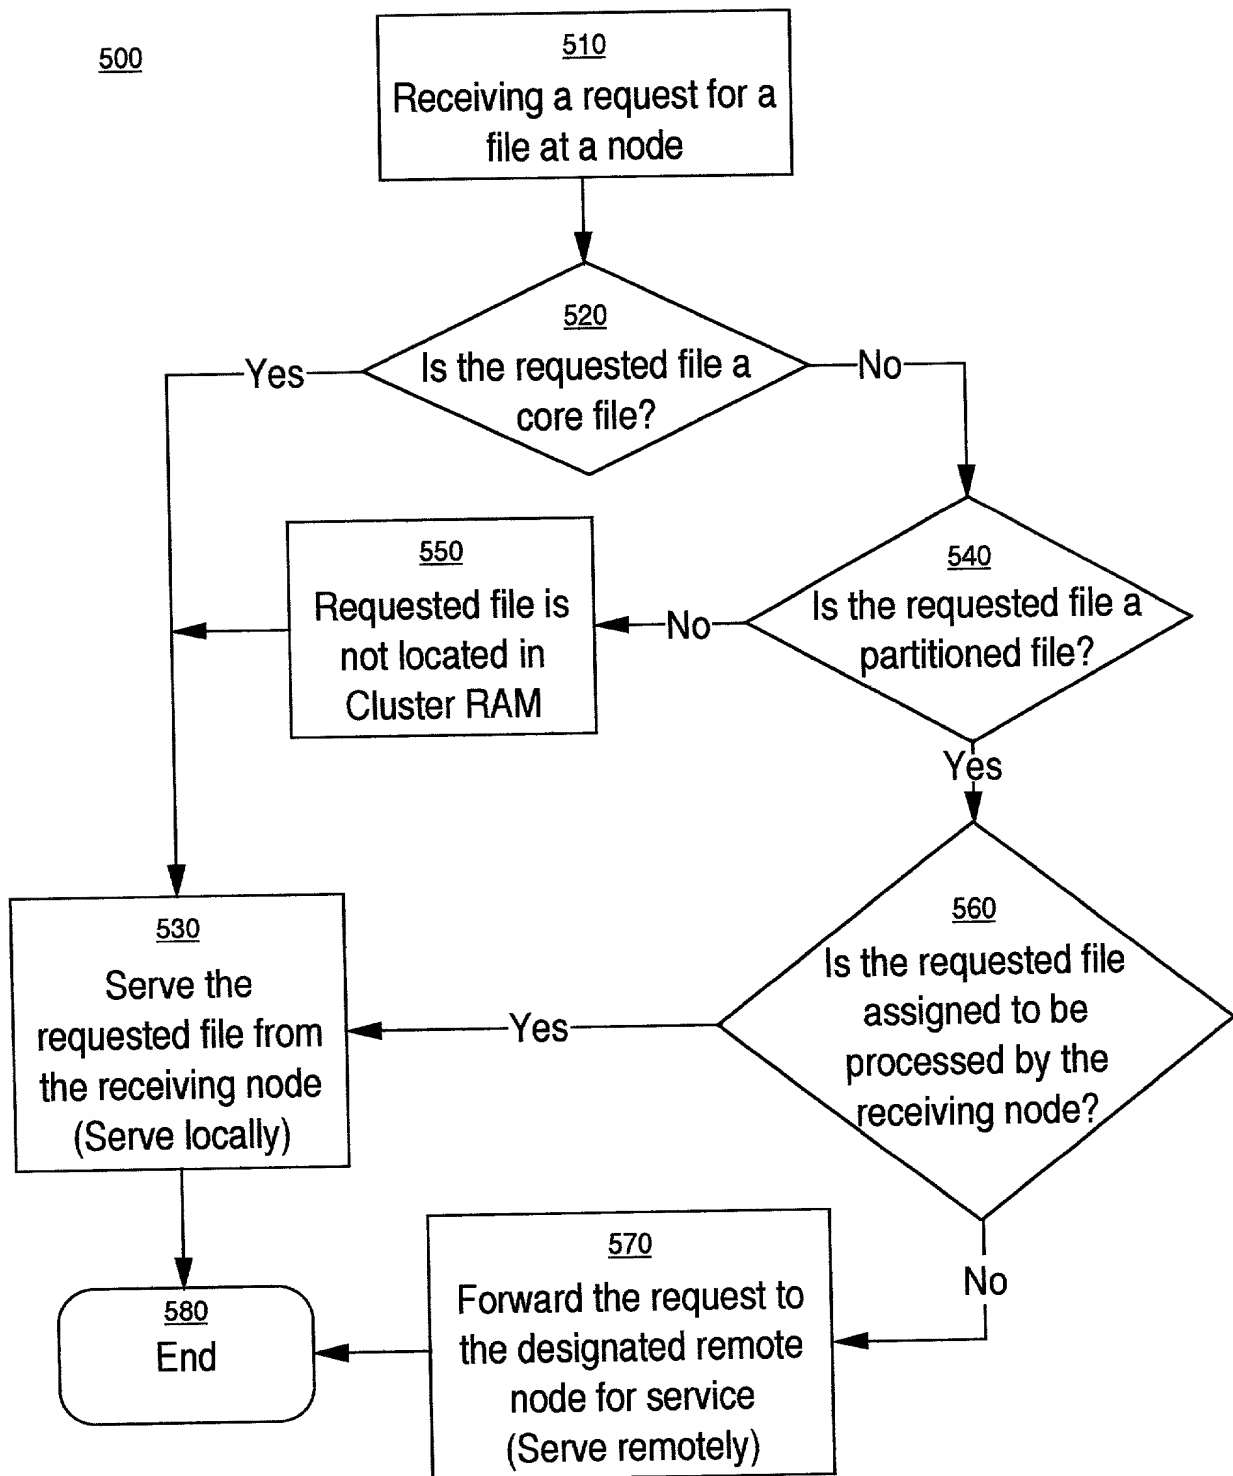 500
510
Receiving a request for a
file at a node
520
Is the requested file a
core file?
Yes
No
550
Requested file is
not located in
Cluster RAM
No
540
Is the requested file a
partitioned file?
Yes
530
Serve the
requested file from
the receiving node
(Serve locally)
Yes
560
Is the requested file
assigned to be
processed by the
receiving node?
No
570
Forward the request to
the designated remote
node for service
(Serve remotely)
580
End